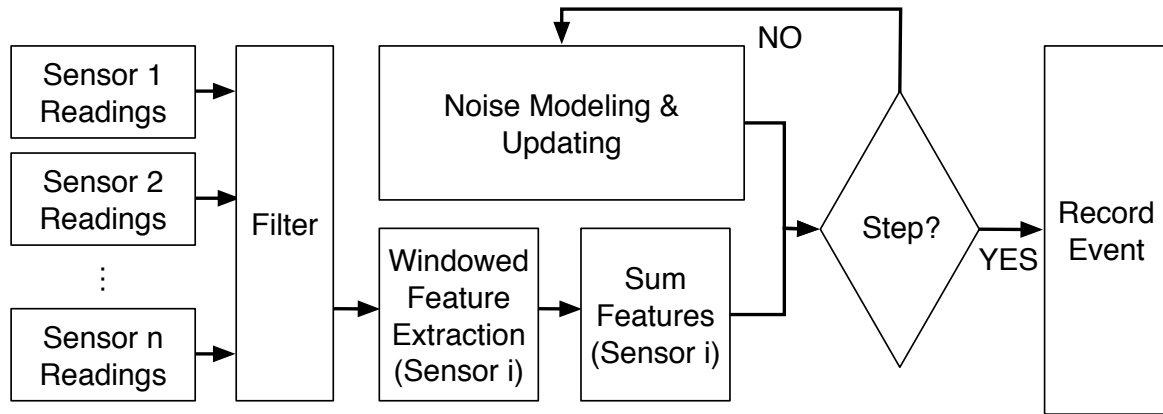 Sensor 1
Readings
Sensor 2
Readings
⋮
Sensor n
Readings
Filter
Noise Modeling &
Updating
Windowed
Feature
Extraction
(Sensor i)
Sum
Features
(Sensor i)
Step?
NO
YES
Record
Event